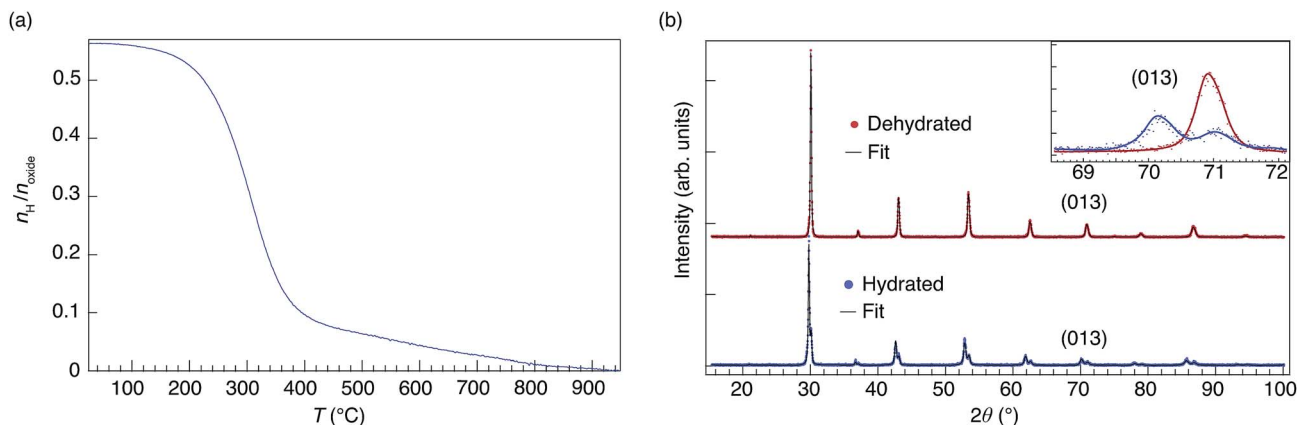 (a)
0.5
0.4
0.3
0.2
0.1
0
n_H/n_oxide
100 200 300 400 500 600 700 800 900
T (°C)
(b)
Intensity (arb. units)
(013)
69 70 71 72
Dehydrated
Fit
(013)
Hydrated
Fit
(013)
20 30 40 50 60 70 80 90 100
2θ (°)